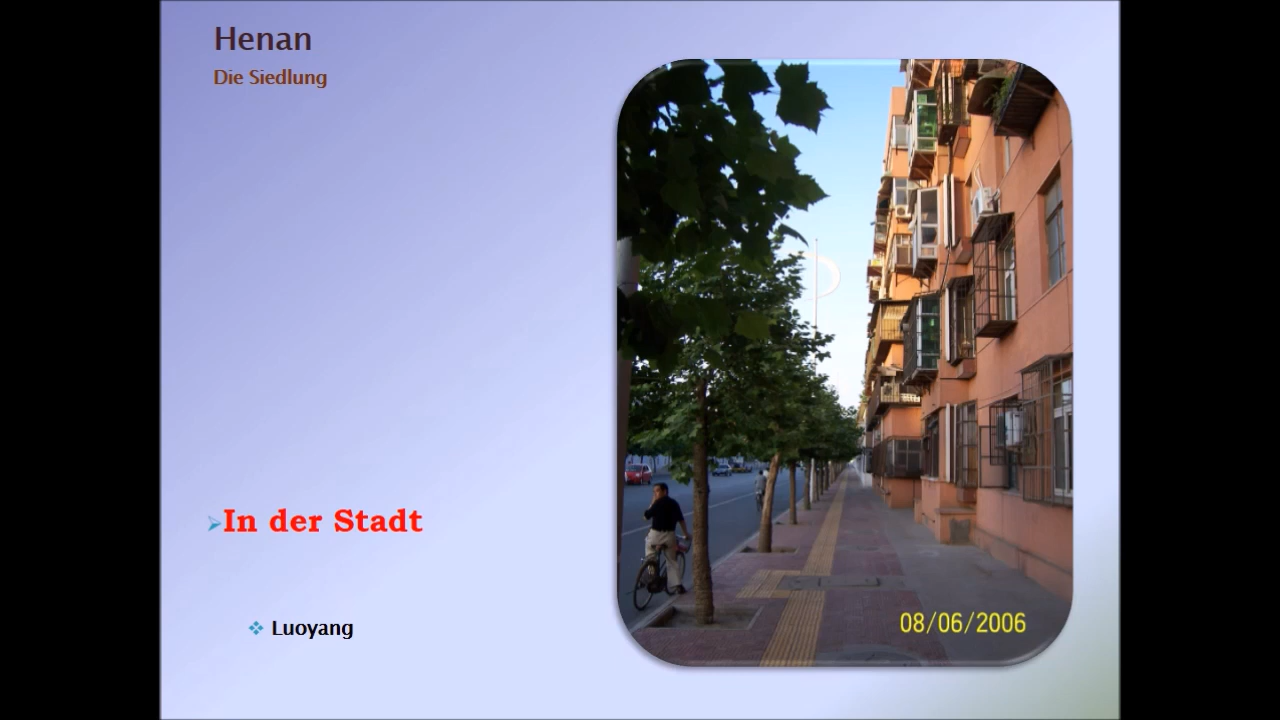 Henan
Die Siedlung
In der Stadt
Luoyang
08/06/2006